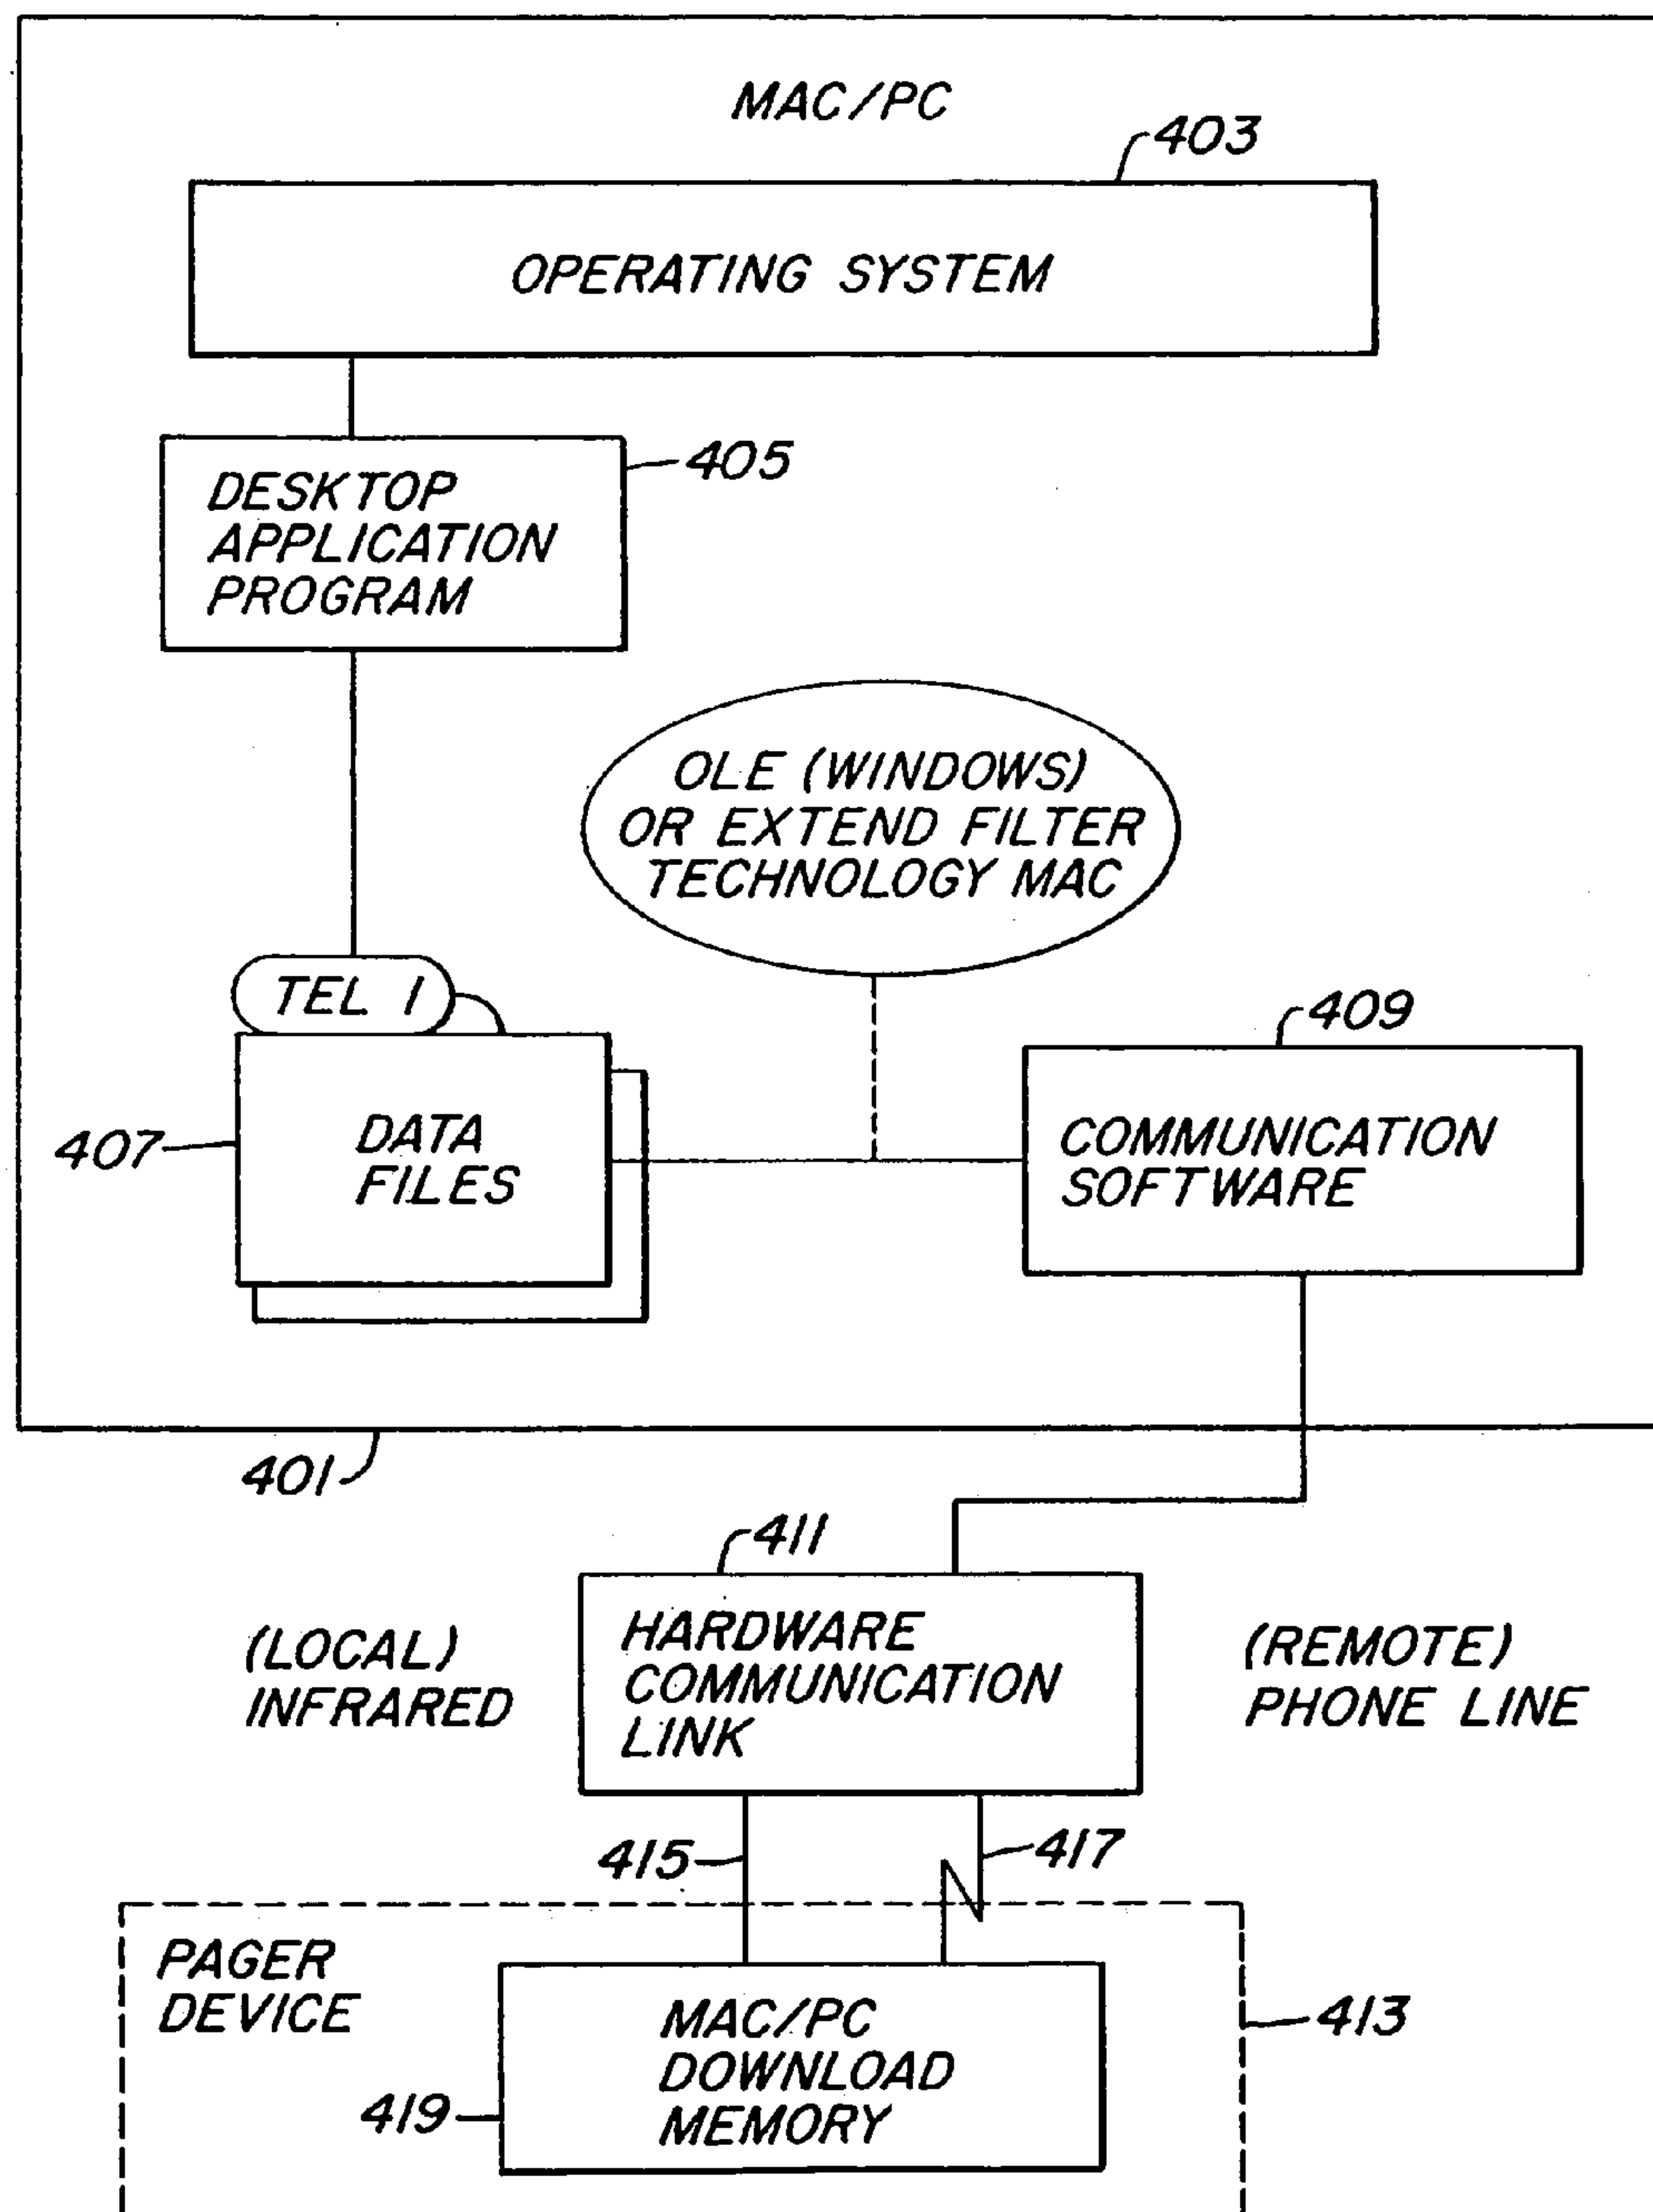 MAC/PC
403
OPERATING SYSTEM
405
DESKTOP
APPLICATION
PROGRAM
OLE (WINDOWS)
OR EXTEND FILTER
TECHNOLOGY MAC
TEL 1
409
407
DATA
FILES
COMMUNICATION
SOFTWARE
401
411
(LOCAL)
INFRARED
HARDWARE
COMMUNICATION
LINK
(REMOTE)
PHONE LINE
415
417
PAGER
DEVICE
413
MAC/PC
DOWNLOAD
MEMORY
419